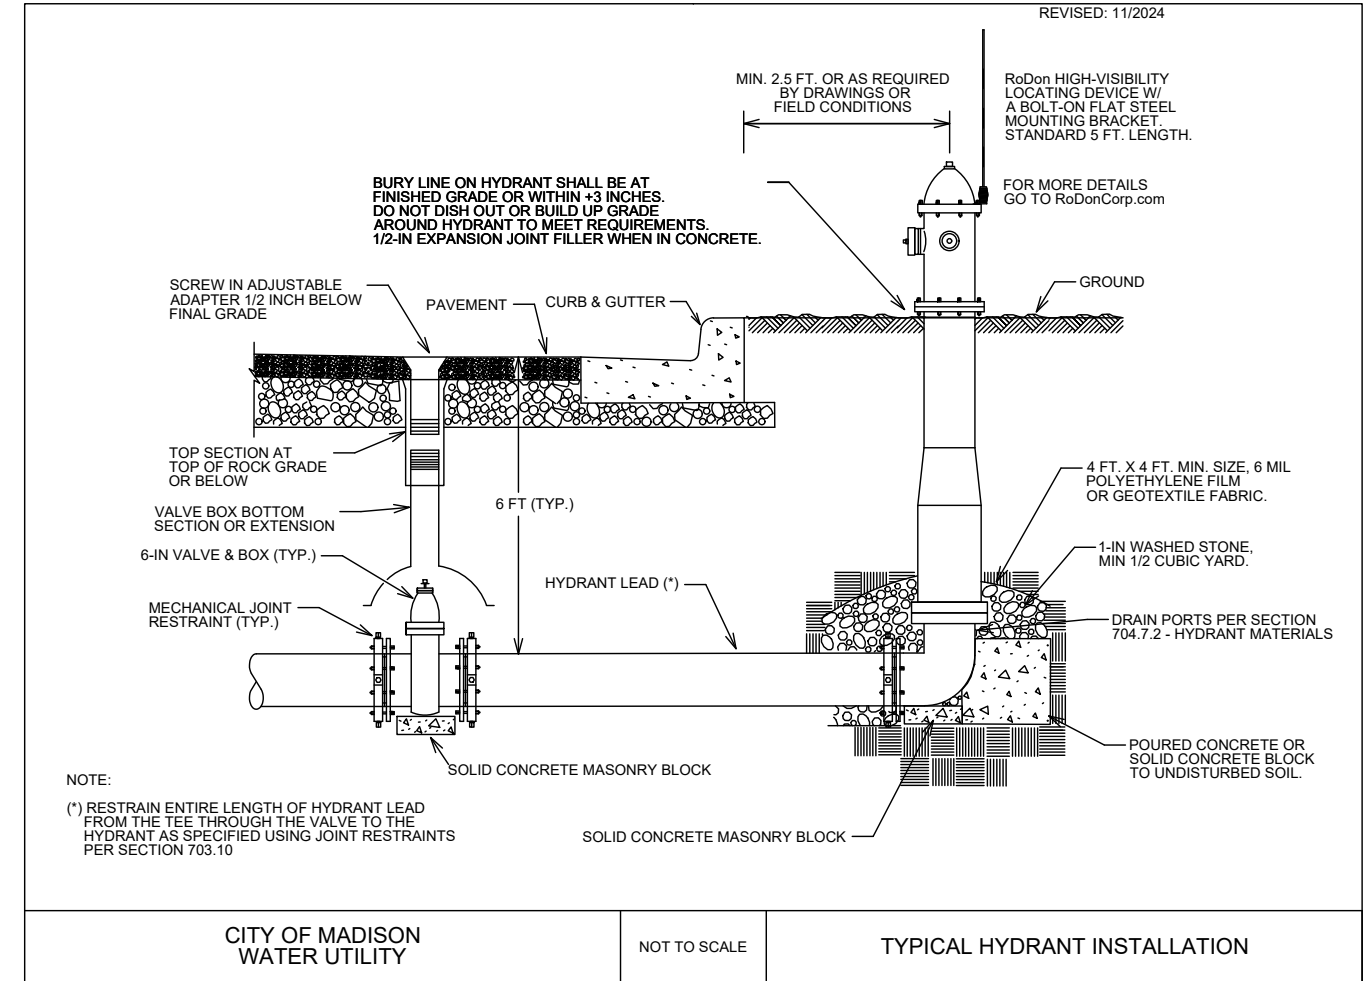 REVISED: 11/2024
MIN. 2.5 FT. OR AS REQUIRED
BY DRAWINGS OR
FIELD CONDITIONS
RoDon HIGH-VISIBILITY
LOCATING DEVICE W/
A BOLT-ON FLAT STEEL
MOUNTING BRACKET.
STANDARD 5 FT. LENGTH.
FOR MORE DETAILS
GO TO RoDonCorp.com
BURY LINE ON HYDRANT SHALL BE AT
FINISHED GRADE OR WITHIN +3 INCHES.
DO NOT DISH OUT OR BUILD UP GRADE
AROUND HYDRANT TO MEET REQUIREMENTS.
1/2-IN EXPANSION JOINT FILLER WHEN IN CONCRETE.
SCREW IN ADJUSTABLE
ADAPTER 1/2 INCH BELOW
FINAL GRADE
PAVEMENT
CURB & GUTTER
GROUND
TOP SECTION AT
TOP OF ROCK GRADE
OR BELOW
VALVE BOX BOTTOM
SECTION OR EXTENSION
6-IN VALVE & BOX (TYP.)
MECHANICAL JOINT
RESTRAINT (TYP.)
6 FT (TYP.)
HYDRANT LEAD (*)
4 FT. X 4 FT. MIN. SIZE, 6 MIL
POLYETHYLENE FILM
OR GEOTEXTILE FABRIC.
1-IN WASHED STONE,
MIN 1/2 CUBIC YARD.
DRAIN PORTS PER SECTION
704.7.2 - HYDRANT MATERIALS
POURED CONCRETE OR
SOLID CONCRETE BLOCK
TO UNDISTURBED SOIL.
SOLID CONCRETE MASONRY BLOCK
SOLID CONCRETE MASONRY BLOCK
NOTE:
(*) RESTRAIN ENTIRE LENGTH OF HYDRANT LEAD
FROM THE TEE THROUGH THE VALVE TO THE
HYDRANT AS SPECIFIED USING JOINT RESTRAINTS
PER SECTION 703.10
CITY OF MADISON
WATER UTILITY
NOT TO SCALE
TYPICAL HYDRANT INSTALLATION